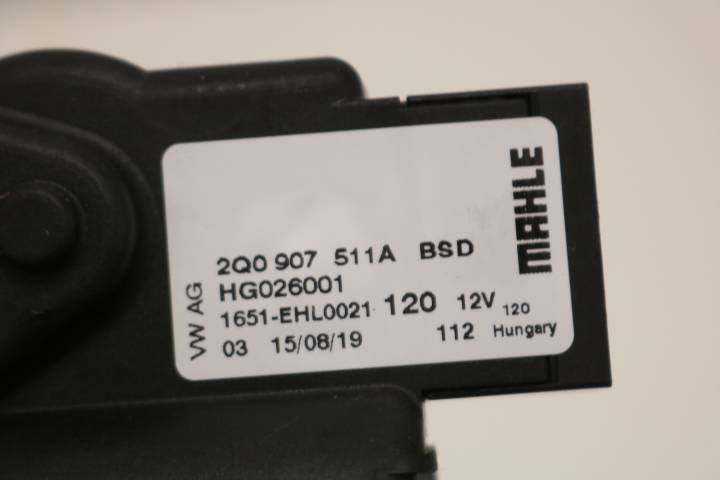 MAHLE
VW AG
2Q0 907 511A BSD
HG026001
1651-EHL0021 120 12V 120
03 15/08/19 112 Hungary